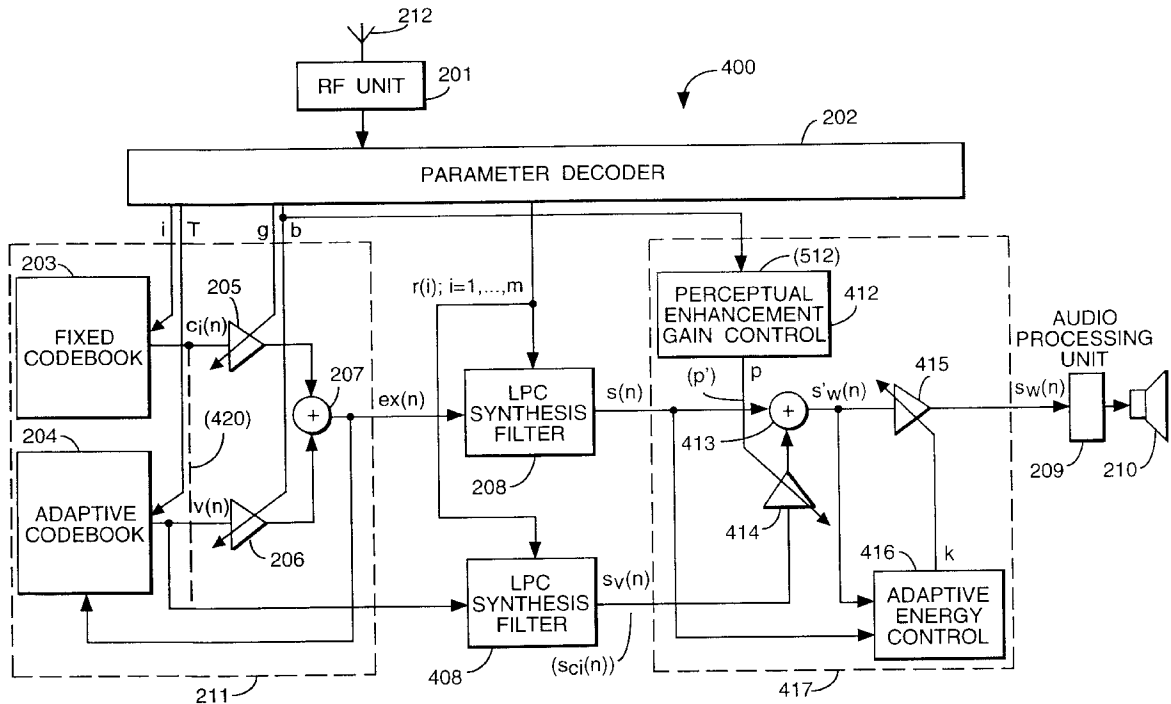 212
RF UNIT
201
400
202
PARAMETER DECODER
i T g b
203
FIXED
CODEBOOK
205
ci(n)
207
+
ex(n)
204
(420)
ADAPTIVE
CODEBOOK
v(n)
206
211
r(i); i=1,...,m
LPC
SYNTHESIS
FILTER
208
s(n)
LPC
SYNTHESIS
FILTER
408
sv(n)
(sci(n))
(512)
PERCEPTUAL
ENHANCEMENT
GAIN CONTROL
412
(p') p
+
413
s'w(n)
415
414
416
k
ADAPTIVE
ENERGY
CONTROL
417
AUDIO
PROCESSING
UNIT
sw(n)
209
210